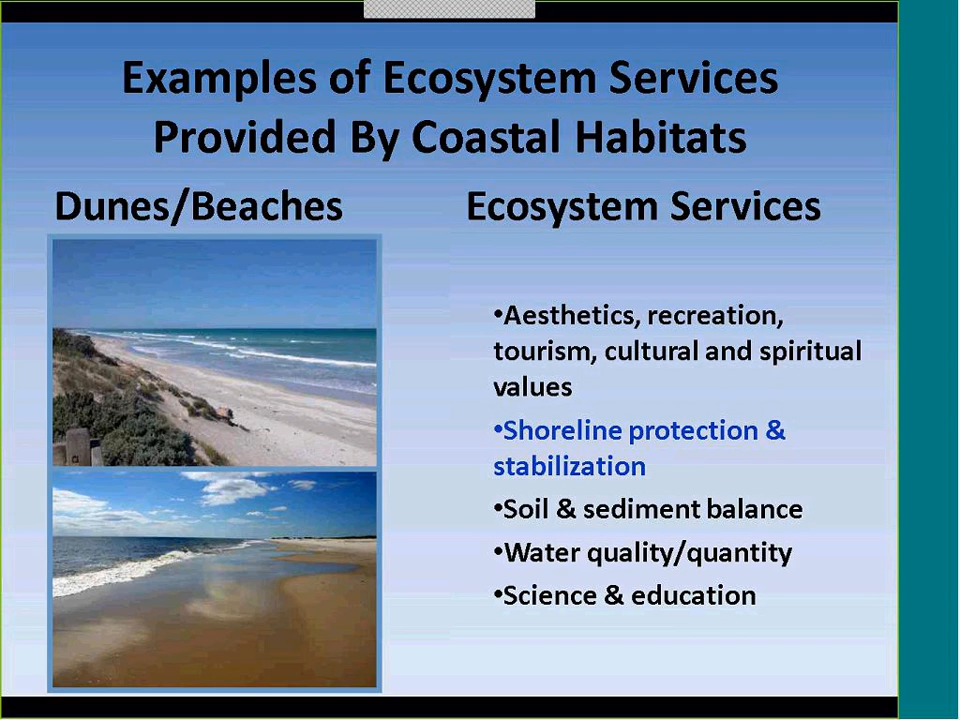 Examples of Ecosystem Services
Provided By Coastal Habitats
Dunes/Beaches
Ecosystem Services
•Aesthetics, recreation,
tourism, cultural and spiritual
values
•Shoreline protection &
stabilization
•Soil & sediment balance
•Water quality/quantity
•Science & education